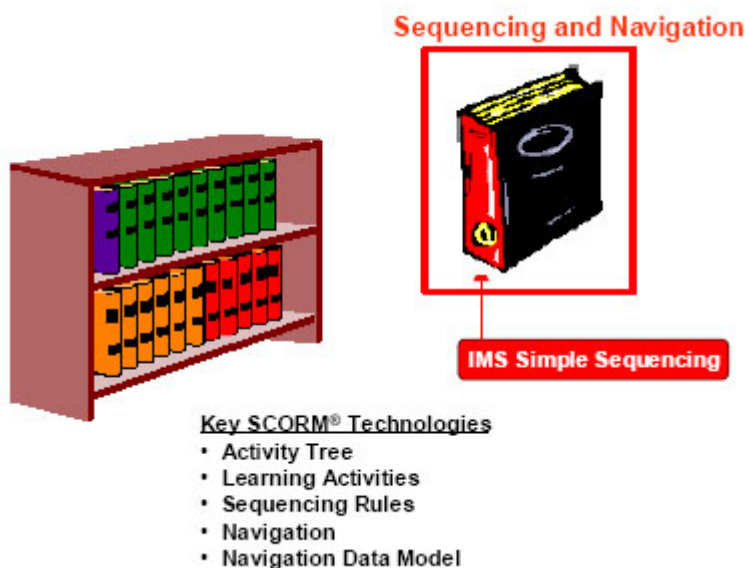 Sequencing and Navigation
IMS Simple Sequencing
Key SCORM® Technologies
• Activity Tree
• Learning Activities
• Sequencing Rules
• Navigation
• Navigation Data Model